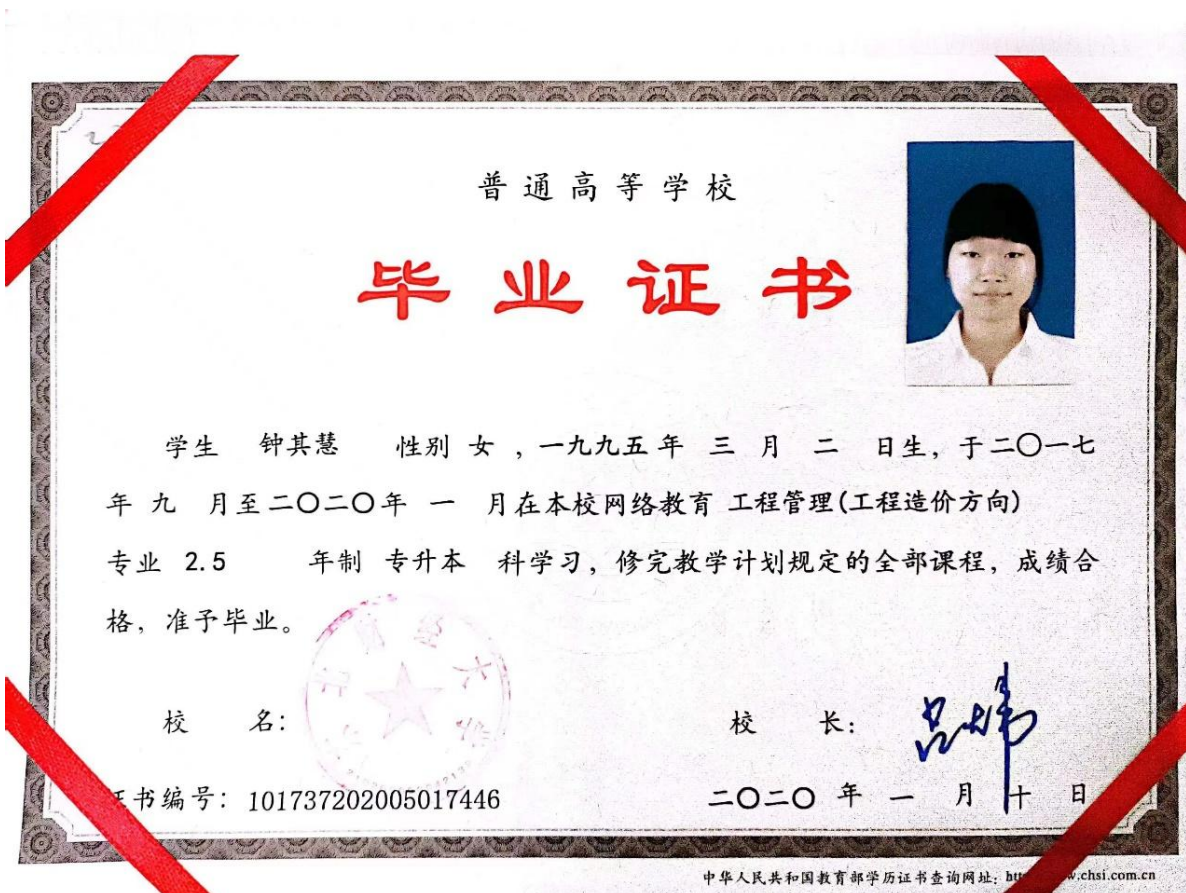 普通高等学校
毕业证书
学生 钟其慧 性别 女 ，一九九五 年 三 月 二 日生，于二〇一七
年 九 月至二〇二〇年 一 月在本校网络教育 工程管理(工程造价方向)
专业 2.5 年制 专升本 科学习，修完教学计划规定的全部课程，成绩合
格，准予毕业。
校 名：
校 长：
书编号：101737202005017446
二〇二〇 年 一 月 十 日
中华人民共和国教育部学历证书查询网址：
.chsi.com.cn